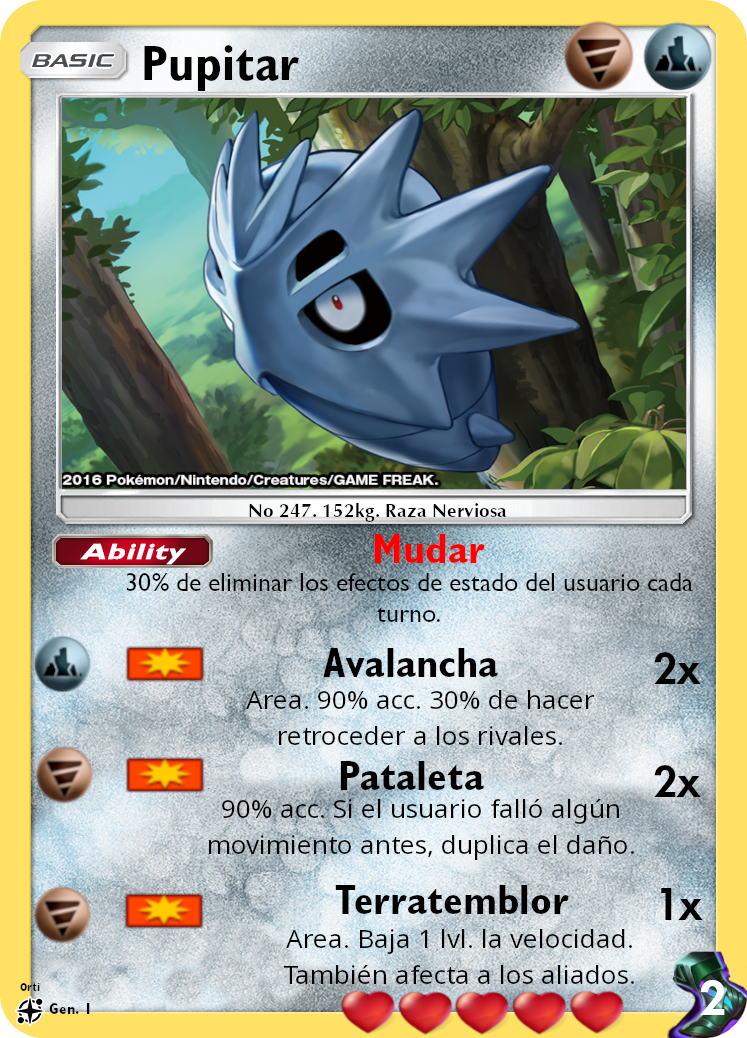 BASIC Pupitar
2016 Pokémon/Nintendo/Creatures/GAME FREAK.
No 247. 152kg. Raza Nerviosa
Ability Mudar
30% de eliminar los efectos de estado del usuario cada
turno.
Avalancha 2x
Area. 90% acc. 30% de hacer
retroceder a los rivales.
Pataleta 2x
90% acc. Si el usuario falló algún
movimiento antes, duplica el daño.
Terratemblor 1x
Area. Baja 1 lvl. la velocidad.
También afecta a los aliados.
Orti
Gen. I
2